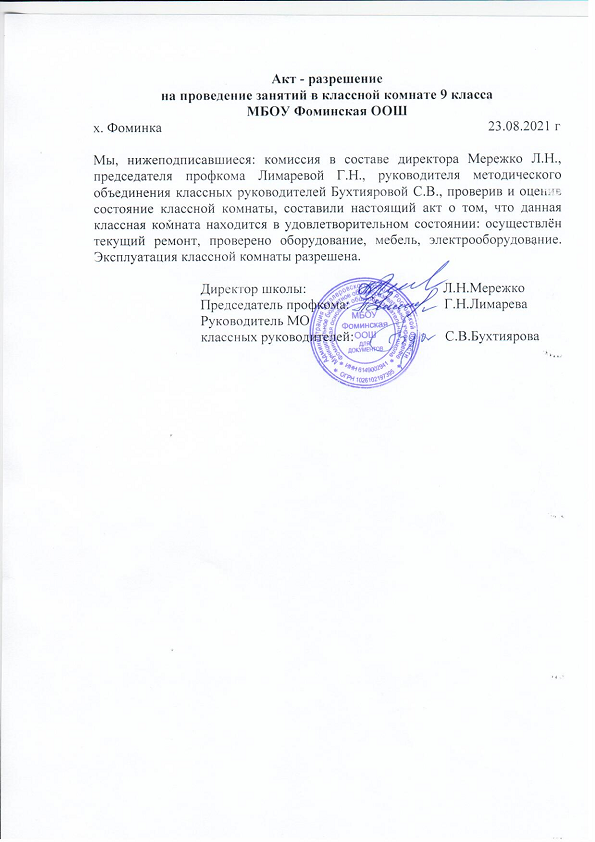 Акт - разрешение
на проведение занятий в классной комнате 9 класса
МБОУ Фоминская ООШ
х. Фоминка 23.08.2021 г
Мы, нижеподписавшиеся: комиссия в составе директора Мережко Л.Н.,
председателя профкома Лимаревой Г.Н., руководителя методического
объединения классных руководителей Бухтияровой С.В., проверив и оценив
состояние классной комнаты, составили настоящий акт о том, что данная
классная комната находится в удовлетворительном состоянии: осуществлён
текущий ремонт, проверено оборудование, мебель, электрооборудование.
Эксплуатация классной комнаты разрешена.
Директор школы: Л.Н.Мережко
Председатель профкома: Г.Н.Лимарева
Руководитель МО
классных руководителей: С.В.Бухтиярова
МБОУ
Фоминская
ООШ
ДЛЯ
ДОКУМЕНТОВ